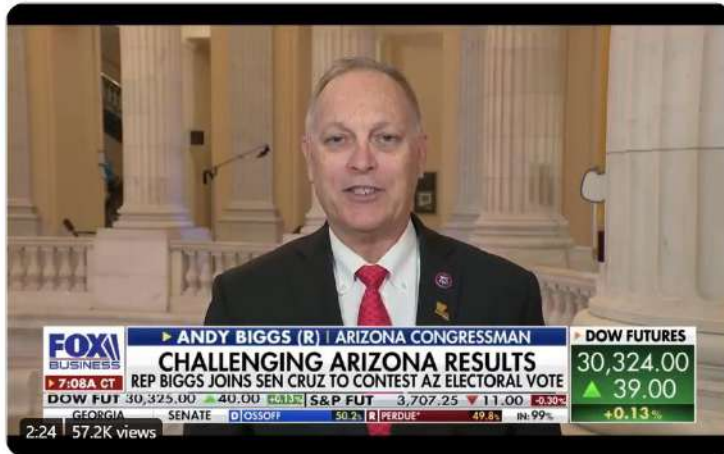 FOX
BUSINESS
7:08A CT
ANDY BIGGS (R) | ARIZONA CONGRESSMAN
CHALLENGING ARIZONA RESULTS
REP BIGGS JOINS SEN CRUZ TO CONTEST AZ ELECTORAL VOTE
DOW FUTURES
30,324.00
▲ 39.00
+0.13%
DOW FUT 30,325.00 ▲40.00 +0.13% S&P FUT 3,707.25 ▼11.00 -0.30%
GEORGIA SENATE D OSSOFF 50.2% R PERDUE* 49.8% IN: 99%
2:24 57.2K views